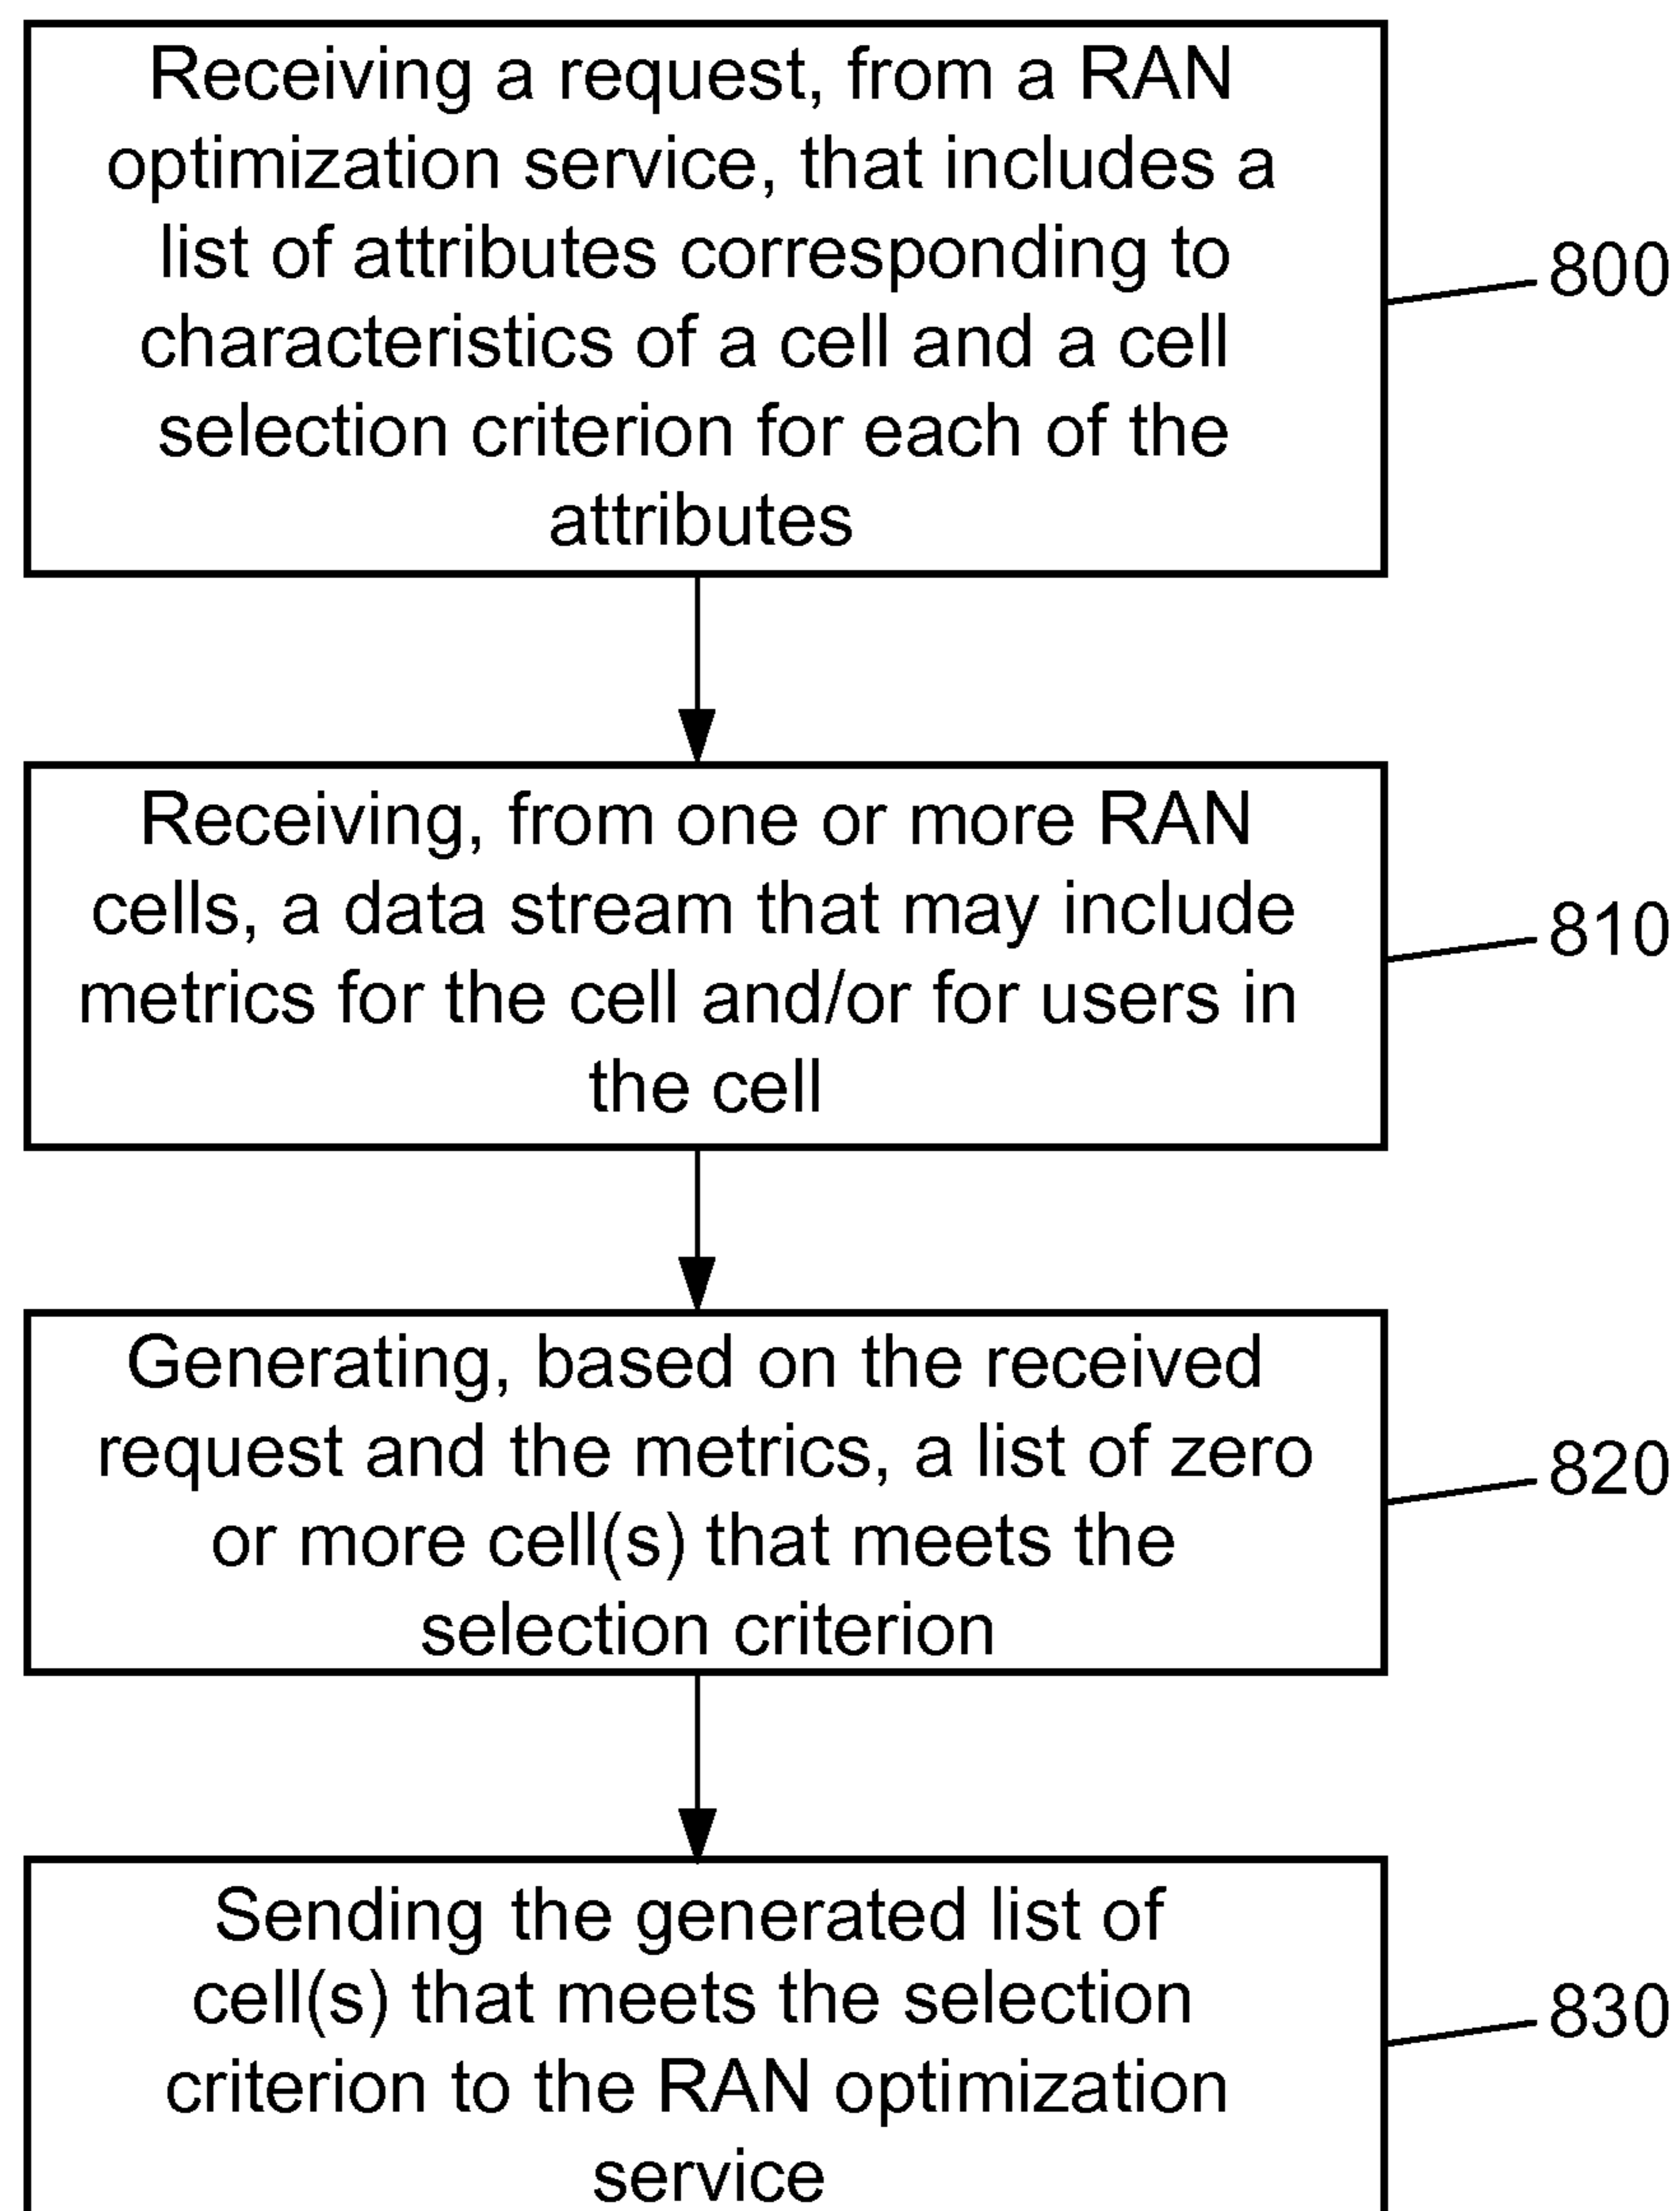 Receiving a request, from a RAN
optimization service, that includes a
list of attributes corresponding to
characteristics of a cell and a cell
selection criterion for each of the
attributes
800
Receiving, from one or more RAN
cells, a data stream that may include
metrics for the cell and/or for users in
the cell
810
Generating, based on the received
request and the metrics, a list of zero
or more cell(s) that meets the
selection criterion
820
Sending the generated list of
cell(s) that meets the selection
criterion to the RAN optimization
service
830